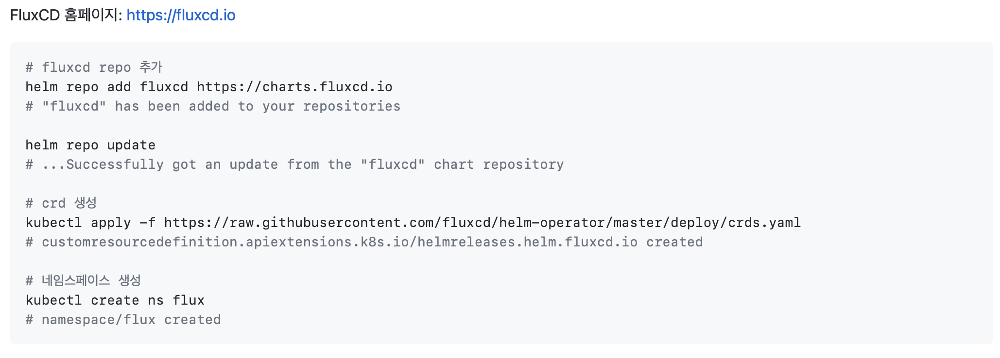 FluxCD 홈페이지: https://fluxcd.io
# fluxcd repo 추가
helm repo add fluxcd https://charts.fluxcd.io
# "fluxcd" has been added to your repositories
helm repo update
# ...Successfully got an update from the "fluxcd" chart repository
# crd 생성
kubectl apply -f https://raw.githubusercontent.com/fluxcd/helm-operator/master/deploy/crds.yaml
# customresourcedefinition.apiextensions.k8s.io/helmreleases.helm.fluxcd.io created
# 네임스페이스 생성
kubectl create ns flux
# namespace/flux created